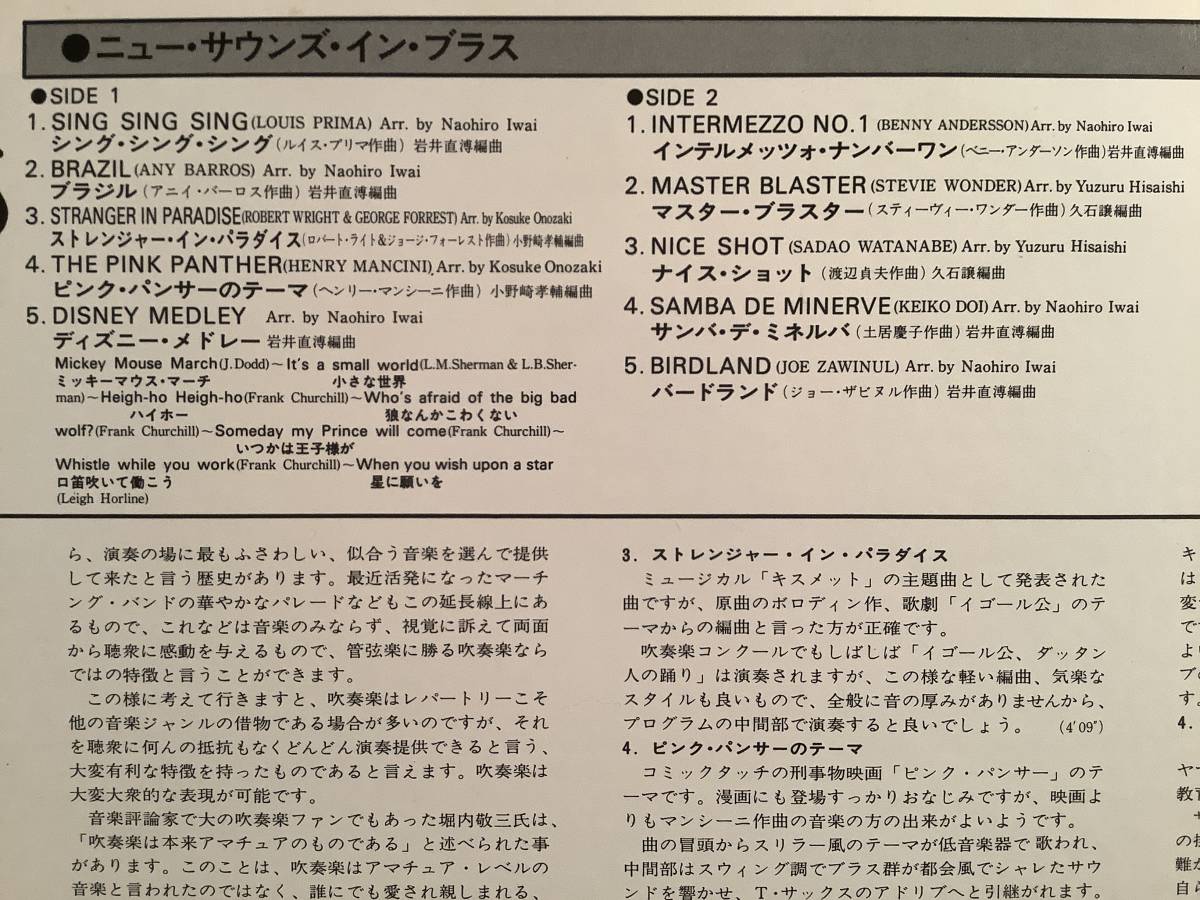 ●ニュー・サウンズ・イン・ブラス
●SIDE 1
1. SING SING SING(LOUIS PRIMA) Arr. by Naohiro Iwai
シング・シング・シング(ルイス・プリマ作曲) 岩井直溥編曲
2. BRAZIL(ANY BARROS) Arr. by Naohiro Iwai
ブラジル(アニイ・バーロス作曲) 岩井直溥編曲
3. STRANGER IN PARADISE(ROBERT WRIGHT & GEORGE FORREST) Arr. by Kosuke Onozaki
ストレンジャー・イン・パラダイス(ロバート・ライト&ジョージ・フォーレスト作曲) 小野崎孝輔編曲
4. THE PINK PANTHER(HENRY MANCINI) Arr. by Kosuke Onozaki
ピンク・パンサーのテーマ(ヘンリー・マンシーニ作曲) 小野崎孝輔編曲
5. DISNEY MEDLEY Arr. by Naohiro Iwai
ディズニー・メドレー 岩井直溥編曲
Mickey Mouse March(J.Dodd)〜It's a small world(L.M.Sherman & L.B.Sher-
ミッキーマウス・マーチ 小さな世界
man)〜Heigh-ho Heigh-ho(Frank Churchill)〜Who's afraid of the big bad
ハイホー 狼なんかこわくない
wolf?(Frank Churchill)〜Someday my Prince will come(Frank Churchill)〜
いつかは王子様が
Whistle while you work(Frank Churchill)〜When you wish upon a star
口笛吹いて働こう 星に願いを
(Leigh Horline)
●SIDE 2
1. INTERMEZZO NO.1 (BENNY ANDERSSON)Arr. by Naohiro Iwai
インテルメッツォ・ナンバーワン(ベニー・アンダーソン作曲)岩井直溥編曲
2. MASTER BLASTER(STEVIE WONDER)Arr. by Yuzuru Hisaishi
マスター・ブラスター(スティーヴィー・ワンダー作曲) 久石譲編曲
3. NICE SHOT(SADAO WATANABE) Arr. by Yuzuru Hisaishi
ナイス・ショット(渡辺貞夫作曲) 久石譲編曲
4. SAMBA DE MINERVE(KEIKO DOI) Arr. by Naohiro Iwai
サンバ・デ・ミネルバ(土居慶子作曲) 岩井直溥編曲
5. BIRDLAND(JOE ZAWINUL) Arr. by Naohiro Iwai
バードランド(ジョー・ザビヌル作曲) 岩井直溥編曲
ら、演奏の場に最もふさわしい、似合う音楽を選んで提供
して来たと言う歴史があります。最近活発になったマーチ
ング・バンドの華やかなパレードなどもこの延長線上にあ
るもので、これなどは音楽のみならず、視覚に訴えて両面
から聴衆に感動を与えるもので、管弦楽に勝る吹奏楽なら
ではの特徴と言うことができます。
この様に考えて行きますと、吹奏楽はレパートリーこそ
他の音楽ジャンルの借物である場合が多いのですが、それ
を聴衆に何んの抵抗もなくどんどん演奏提供できると言う、
大変有利な特徴を持ったものであると言えます。吹奏楽は
大変大衆的な表現が可能です。
音楽評論家で大の吹奏楽ファンでもあった堀内敬三氏は、
「吹奏楽は本来アマチュアのものである」と述べられた事
があります。このことは、吹奏楽はアマチュア・レベルの
音楽と言われたのではなく、誰にでも愛され親しまれる、
3. ストレンジャー・イン・パラダイス
ミュージカル「キスメット」の主題曲として発表された
曲ですが、原曲のボロディン作、歌劇「イゴール公」のテ
ーマからの編曲と言った方が正確です。
吹奏楽コンクールでもしばしば「イゴール公、ダッタン
人の踊り」は演奏されますが、この様な軽い編曲、気楽な
スタイルも良いもので、全般に音の厚みがありませんから、
プログラムの中間部で演奏すると良いでしょう。 (4'09")
4. ピンク・パンサーのテーマ
コミックタッチの刑事物映画「ピンク・パンサー」のテ
ーマです。漫画にも登場すっかりおなじみですが、映画よ
りもマンシーニ作曲の音楽の方の出来がよいようです。
曲の冒頭からスリラー風のテーマが低音楽器で歌われ、
中間部はスウィング調でブラス群が都会風でシャレたサウ
ンドを響かせ、T・サックスのアドリブへと引継がれます。
キ
は
変
です
よい
プの
す。
4.
ヤマ
教育
サ
の技
難か
自ら